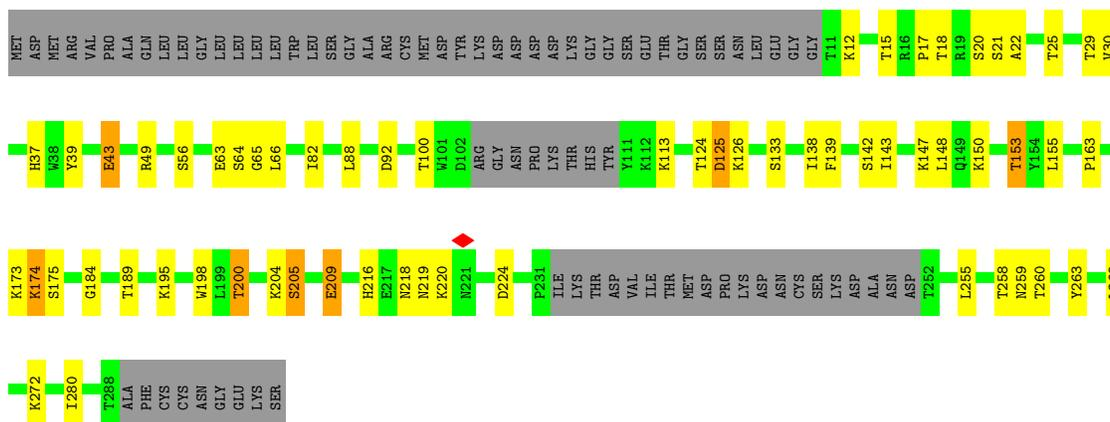 MET ASP MET ARG VAL PRO ALA GLN LEU LEU GLY LEU LEU LEU LEU TRP LEU SER GLY ALA ARG CYS MET ASP TYR LYS ASP ASP ASP ASP LYS GLY GLY SER GLU THR GLY SER SER ASN LEU GLU GLY GLY T11 K12 T15 R16 P17 T18 R19 S20 S21 A22 T25 T29 V30
H37 W38 Y39 E43 R49 S56 E63 S64 G65 L66 I82 L88 D92 T100 W101 D102 ARG GLY ASN PRO LYS THR HIS TYR Y111 K112 K113 T124 D125 K126 S133 I138 F139 S142 I143 K147 L148 Q149 K150 T153 Y154 L155 P163
K173 K174 S175 G184 T189 K195 W198 L199 T200 K204 S205 E209 H216 E217 N218 N219 K220 N221 D224 P231 ILE LYS THR ASP VAL ILE THR MET ASP PRO LYS ASP ASN CYS SER LYS ASP ALA ASN ASP T252 L255 T258 N259 T260 Y263
K272 I280 T288 ALA PHE CYS CYS ASN GLY GLU LYS SER